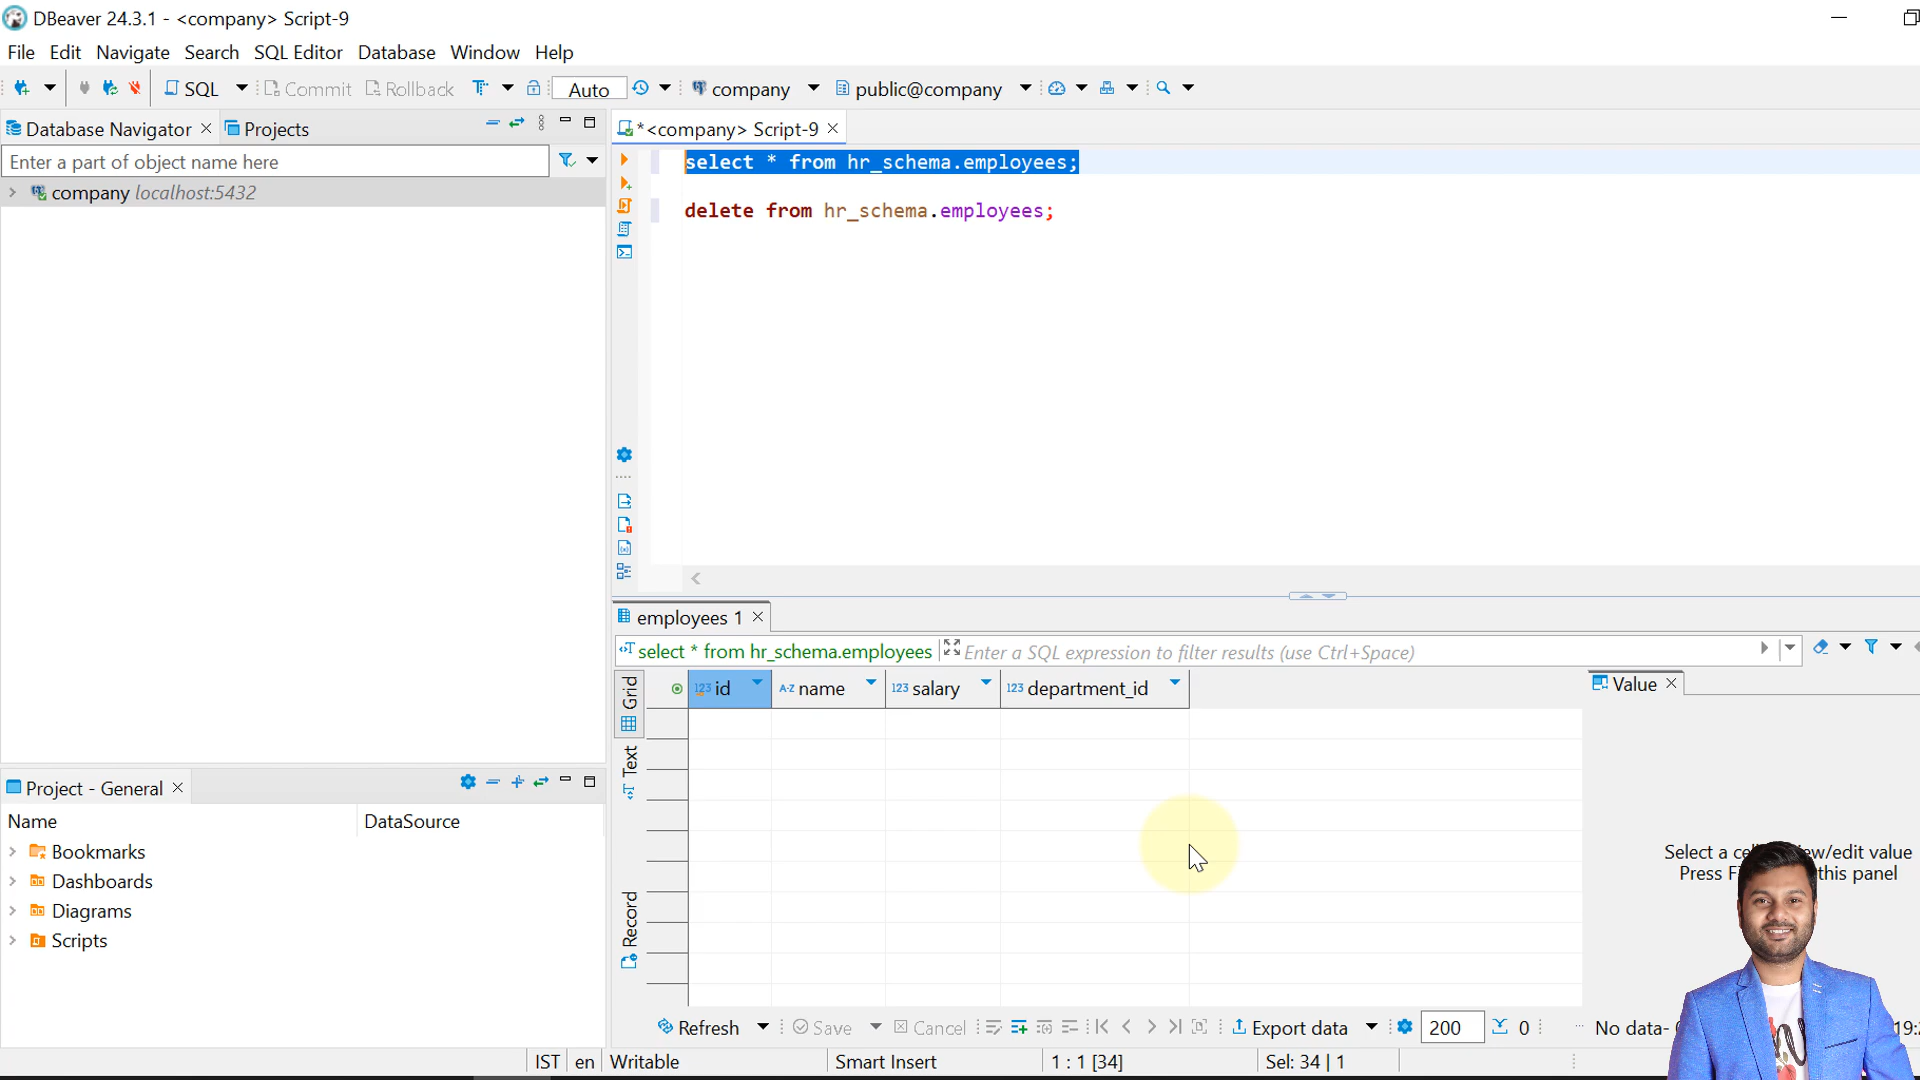 DBeaver 24.3.1 - <company> Script-9
File Edit Navigate Search SQL Editor Database Window Help
SQL Commit Rollback Auto company public@company
Database Navigator Projects
*<company> Script-9
Enter a part of object name here
company localhost:5432
select * from hr_schema.employees;
delete from hr_schema.employees;
employees 1
select * from hr_schema.employees Enter a SQL expression to filter results (use Ctrl+Space)
Grid
123 id A-Z name 123 salary 123 department_id
Value
Text
Record
Select a view/edit value
Press this panel
Project - General
Name DataSource
Bookmarks
Dashboards
Diagrams
Scripts
Refresh Save Cancel Export data 200 0 No data-
IST en Writable Smart Insert 1 : 1 [34] Sel: 34 | 1